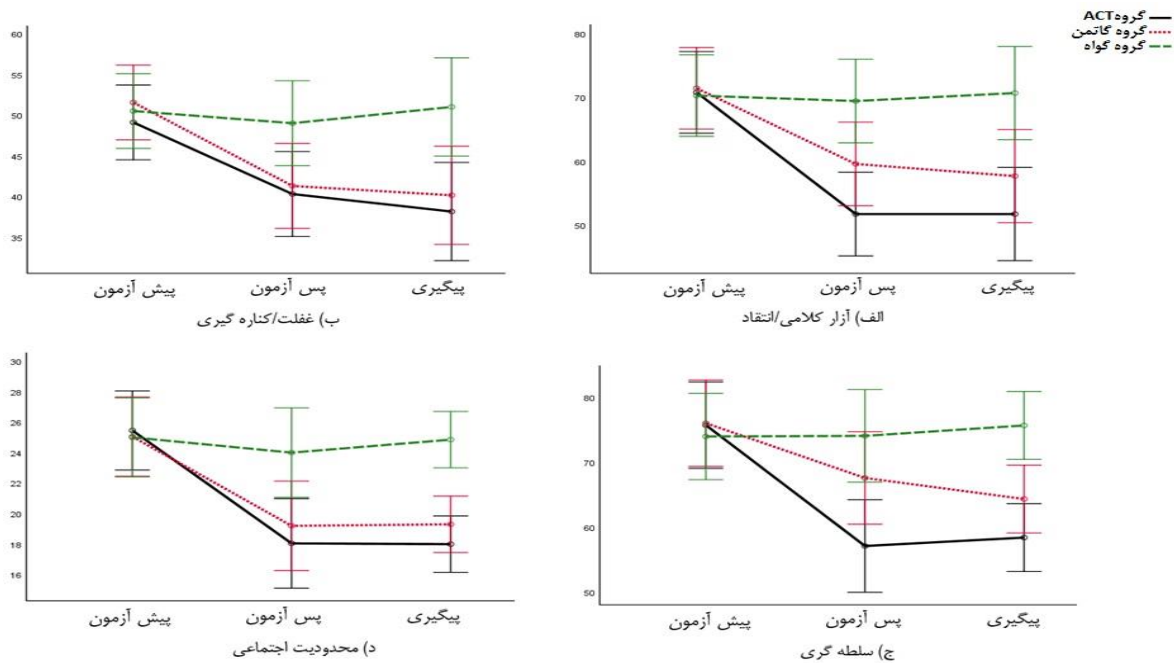 گروهACT
گروه گاتمن
گروه گواه
80
70
60
50
پیش آزمون
پس آزمون
پیگیری
الف) آزار کلامی/انتقاد
60
55
50
45
40
35
پیش آزمون
پس آزمون
پیگیری
ب) غفلت/کناره گیری
80
70
60
50
پیش آزمون
پس آزمون
پیگیری
ج) سلطه گری
30
28
26
24
22
20
18
16
پیش آزمون
پس آزمون
پیگیری
د) محدودیت اجتماعی